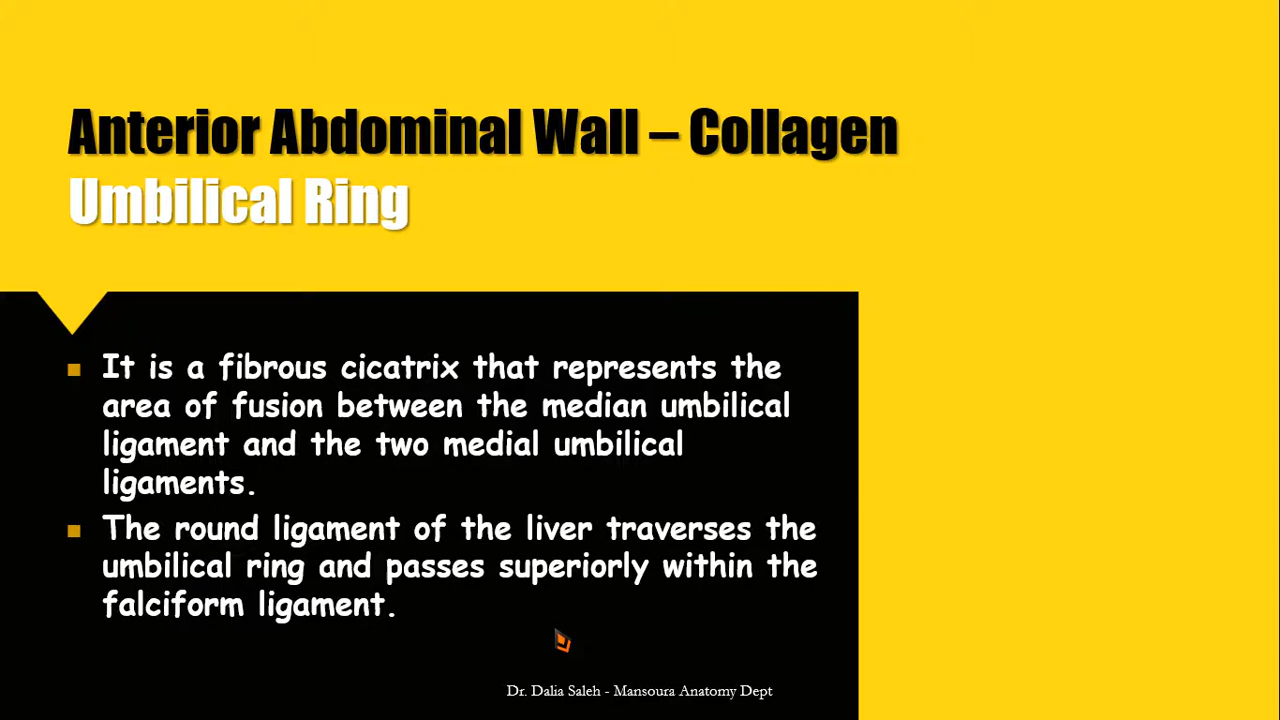 Anterior Abdominal Wall – Collagen
Umbilical Ring
It is a fibrous cicatrix that represents the
area of fusion between the median umbilical
ligament and the two medial umbilical
ligaments.
The round ligament of the liver traverses the
umbilical ring and passes superiorly within the
falciform ligament.
Dr. Dalia Saleh - Mansoura Anatomy Dept